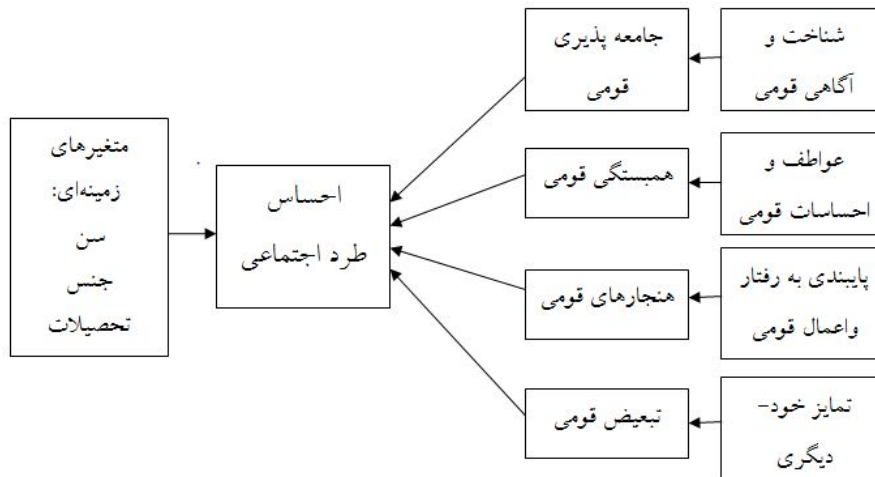 شناخت و
آگاهی قومی
جامعه پذیری
قومی
عواطف و
احساسات قومی
همبستگی قومی
پایبندی به رفتار
واعمال قومی
هنجارهای قومی
تمایز خود-
دیگری
تبعیض قومی
احساس
طرد اجتماعی
متغیرهای
زمینه‌ای:
سن
جنس
تحصیلات